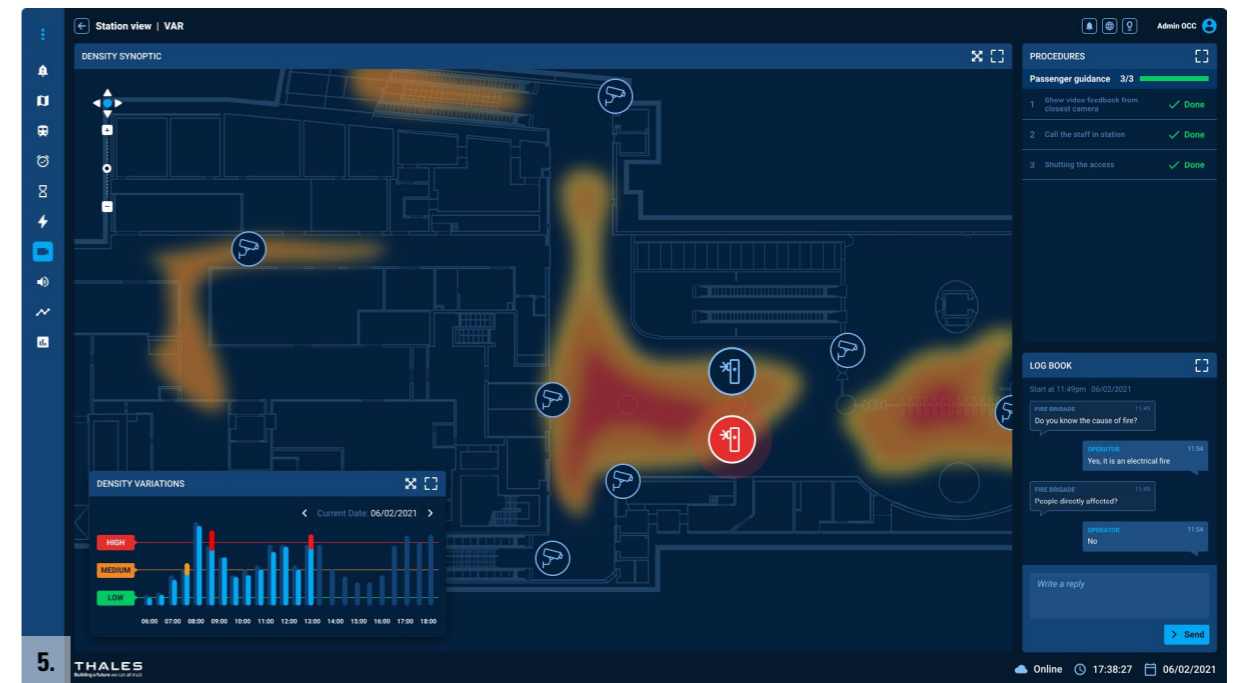 Station view | VAR
Admin OCC
DENSITY SYNOPTIC
PROCEDURES
Passenger guidance 3/3
1 Show video feedback from
closest camera
Done
2 Call the staff in station
Done
3 Shutting the access
Done
LOG BOOK
Start at 11:49pm 06/02/2021
FIRE BRIGADE 11:49
Do you know the cause of fire?
OPERATOR 11:54
Yes, it is an electrical fire
FIRE BRIGADE 11:49
People directly affected?
OPERATOR 11:54
No
Write a reply
Send
DENSITY VARIATIONS
Current Date: 06/02/2021
HIGH
MEDIUM
LOW
06:00 07:00 08:00 09:00 10:00 11:00 12:00 13:00 14:00 15:00 16:00 17:00 18:00
5.
THALES
Building a future we can all trust
Online 17:38:27 06/02/2021